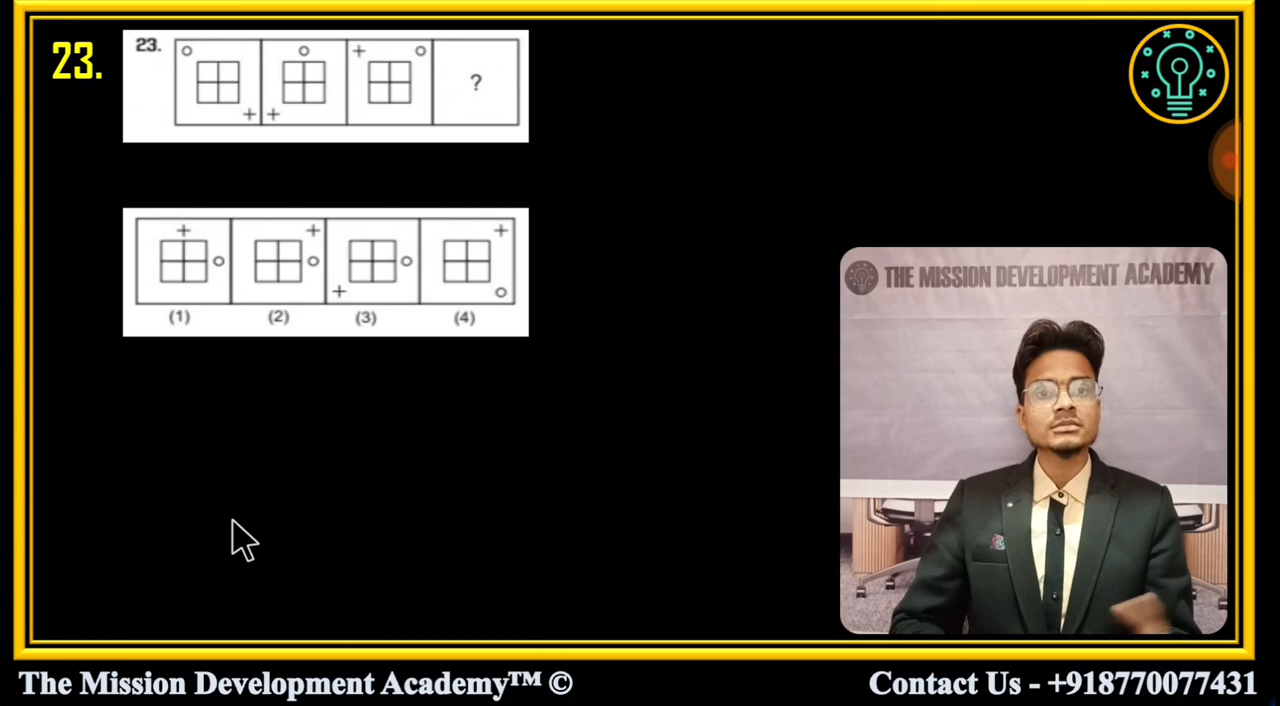 23.
23.
?
(1) (2) (3) (4)
THE MISSION DEVELOPMENT ACADEMY
The Mission Development Academy™ ©
Contact Us - +918770077431